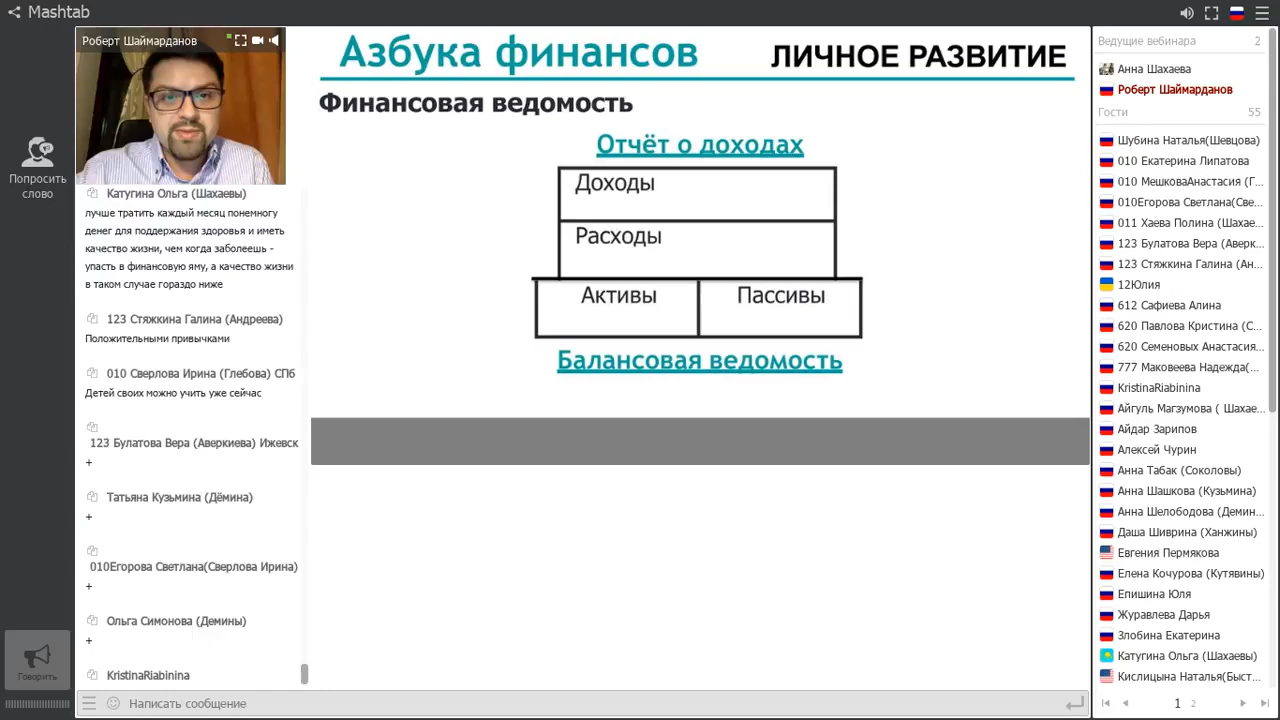 Mashtab
Попросить
слово
Говорить
Роберт Шаймарданов
Катугина Ольга (Шахаевы)
лучше тратить каждый месяц понемногу
денег для поддержания здоровья и иметь
качество жизни, чем когда заболеешь -
упасть в финансовую яму, а качество жизни
в таком случае гораздо ниже
123 Стяжкина Галина (Андреева)
Положительными привычками
010 Сверлова Ирина (Глебова) СПб
Детей своих можно учить уже сейчас
123 Булатова Вера (Аверкиева) Ижевск
+
Татьяна Кузьмина (Дёмина)
+
010Егорова Светлана(Сверлова Ирина)
+
Ольга Симонова (Демины)
+
KristinaRiabinina
Написать сообщение
Азбука финансов
ЛИЧНОЕ РАЗВИТИЕ
Финансовая ведомость
Отчёт о доходах
Доходы
Расходы
Активы
Пассивы
Балансовая ведомость
Ведущие вебинара 2
Анна Шахаева
Роберт Шаймарданов
Гости 55
Шубина Наталья(Шевцова)
010 Екатерина Липатова
010 МешковаАнастасия (Г...
010Егорова Светлана(Све...
011 Хаева Полина (Шахае...
123 Булатова Вера (Аверк...
123 Стяжкина Галина (Ан...
12Юлия
612 Сафиева Алина
620 Павлова Кристина (С...
620 Семеновых Анастасия...
777 Маковеева Надежда(...
KristinaRiabinina
Айгуль Магзумова ( Шахае...
Айдар Зарипов
Алексей Чурин
Анна Табак (Соколовы)
Анна Шашкова (Кузьмина)
Анна Шелободова (Демин...
Даша Шиврина (Ханжины)
Евгения Пермякова
Елена Кочурова (Кутявины)
Епишина Юля
Журавлева Дарья
Злобина Екатерина
Катугина Ольга (Шахаевы)
Кислицына Наталья(Быст...
1 2